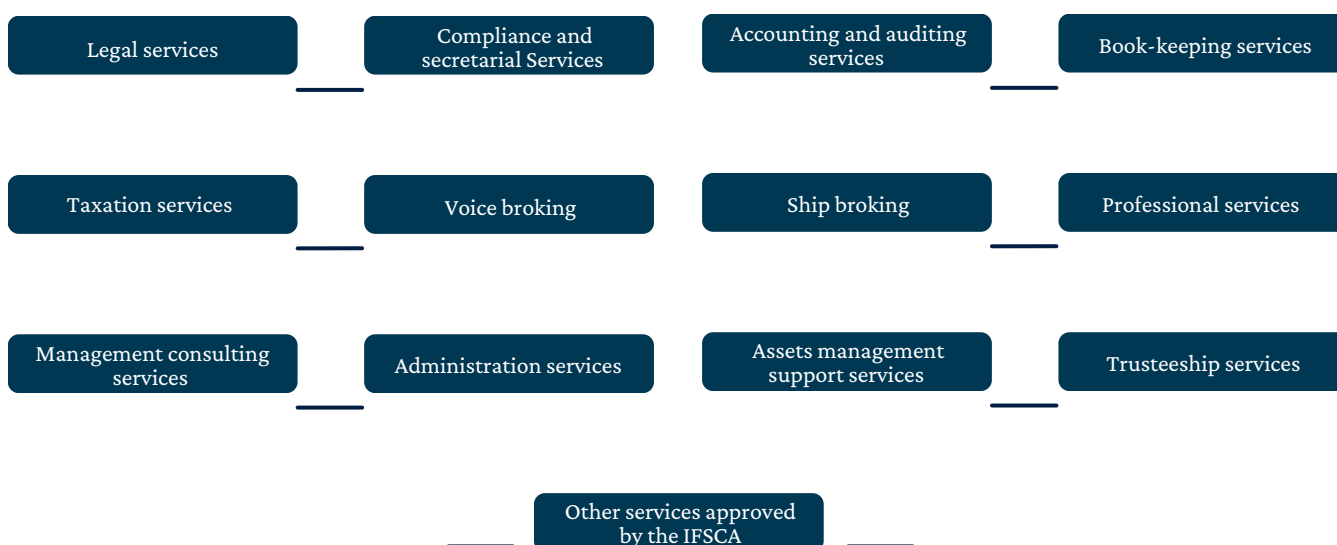 Legal services
Compliance and
secretarial Services
Accounting and auditing
services
Book-keeping services
Taxation services
Voice broking
Ship broking
Professional services
Management consulting
services
Administration services
Assets management
support services
Trusteeship services
Other services approved
by the IFSCA